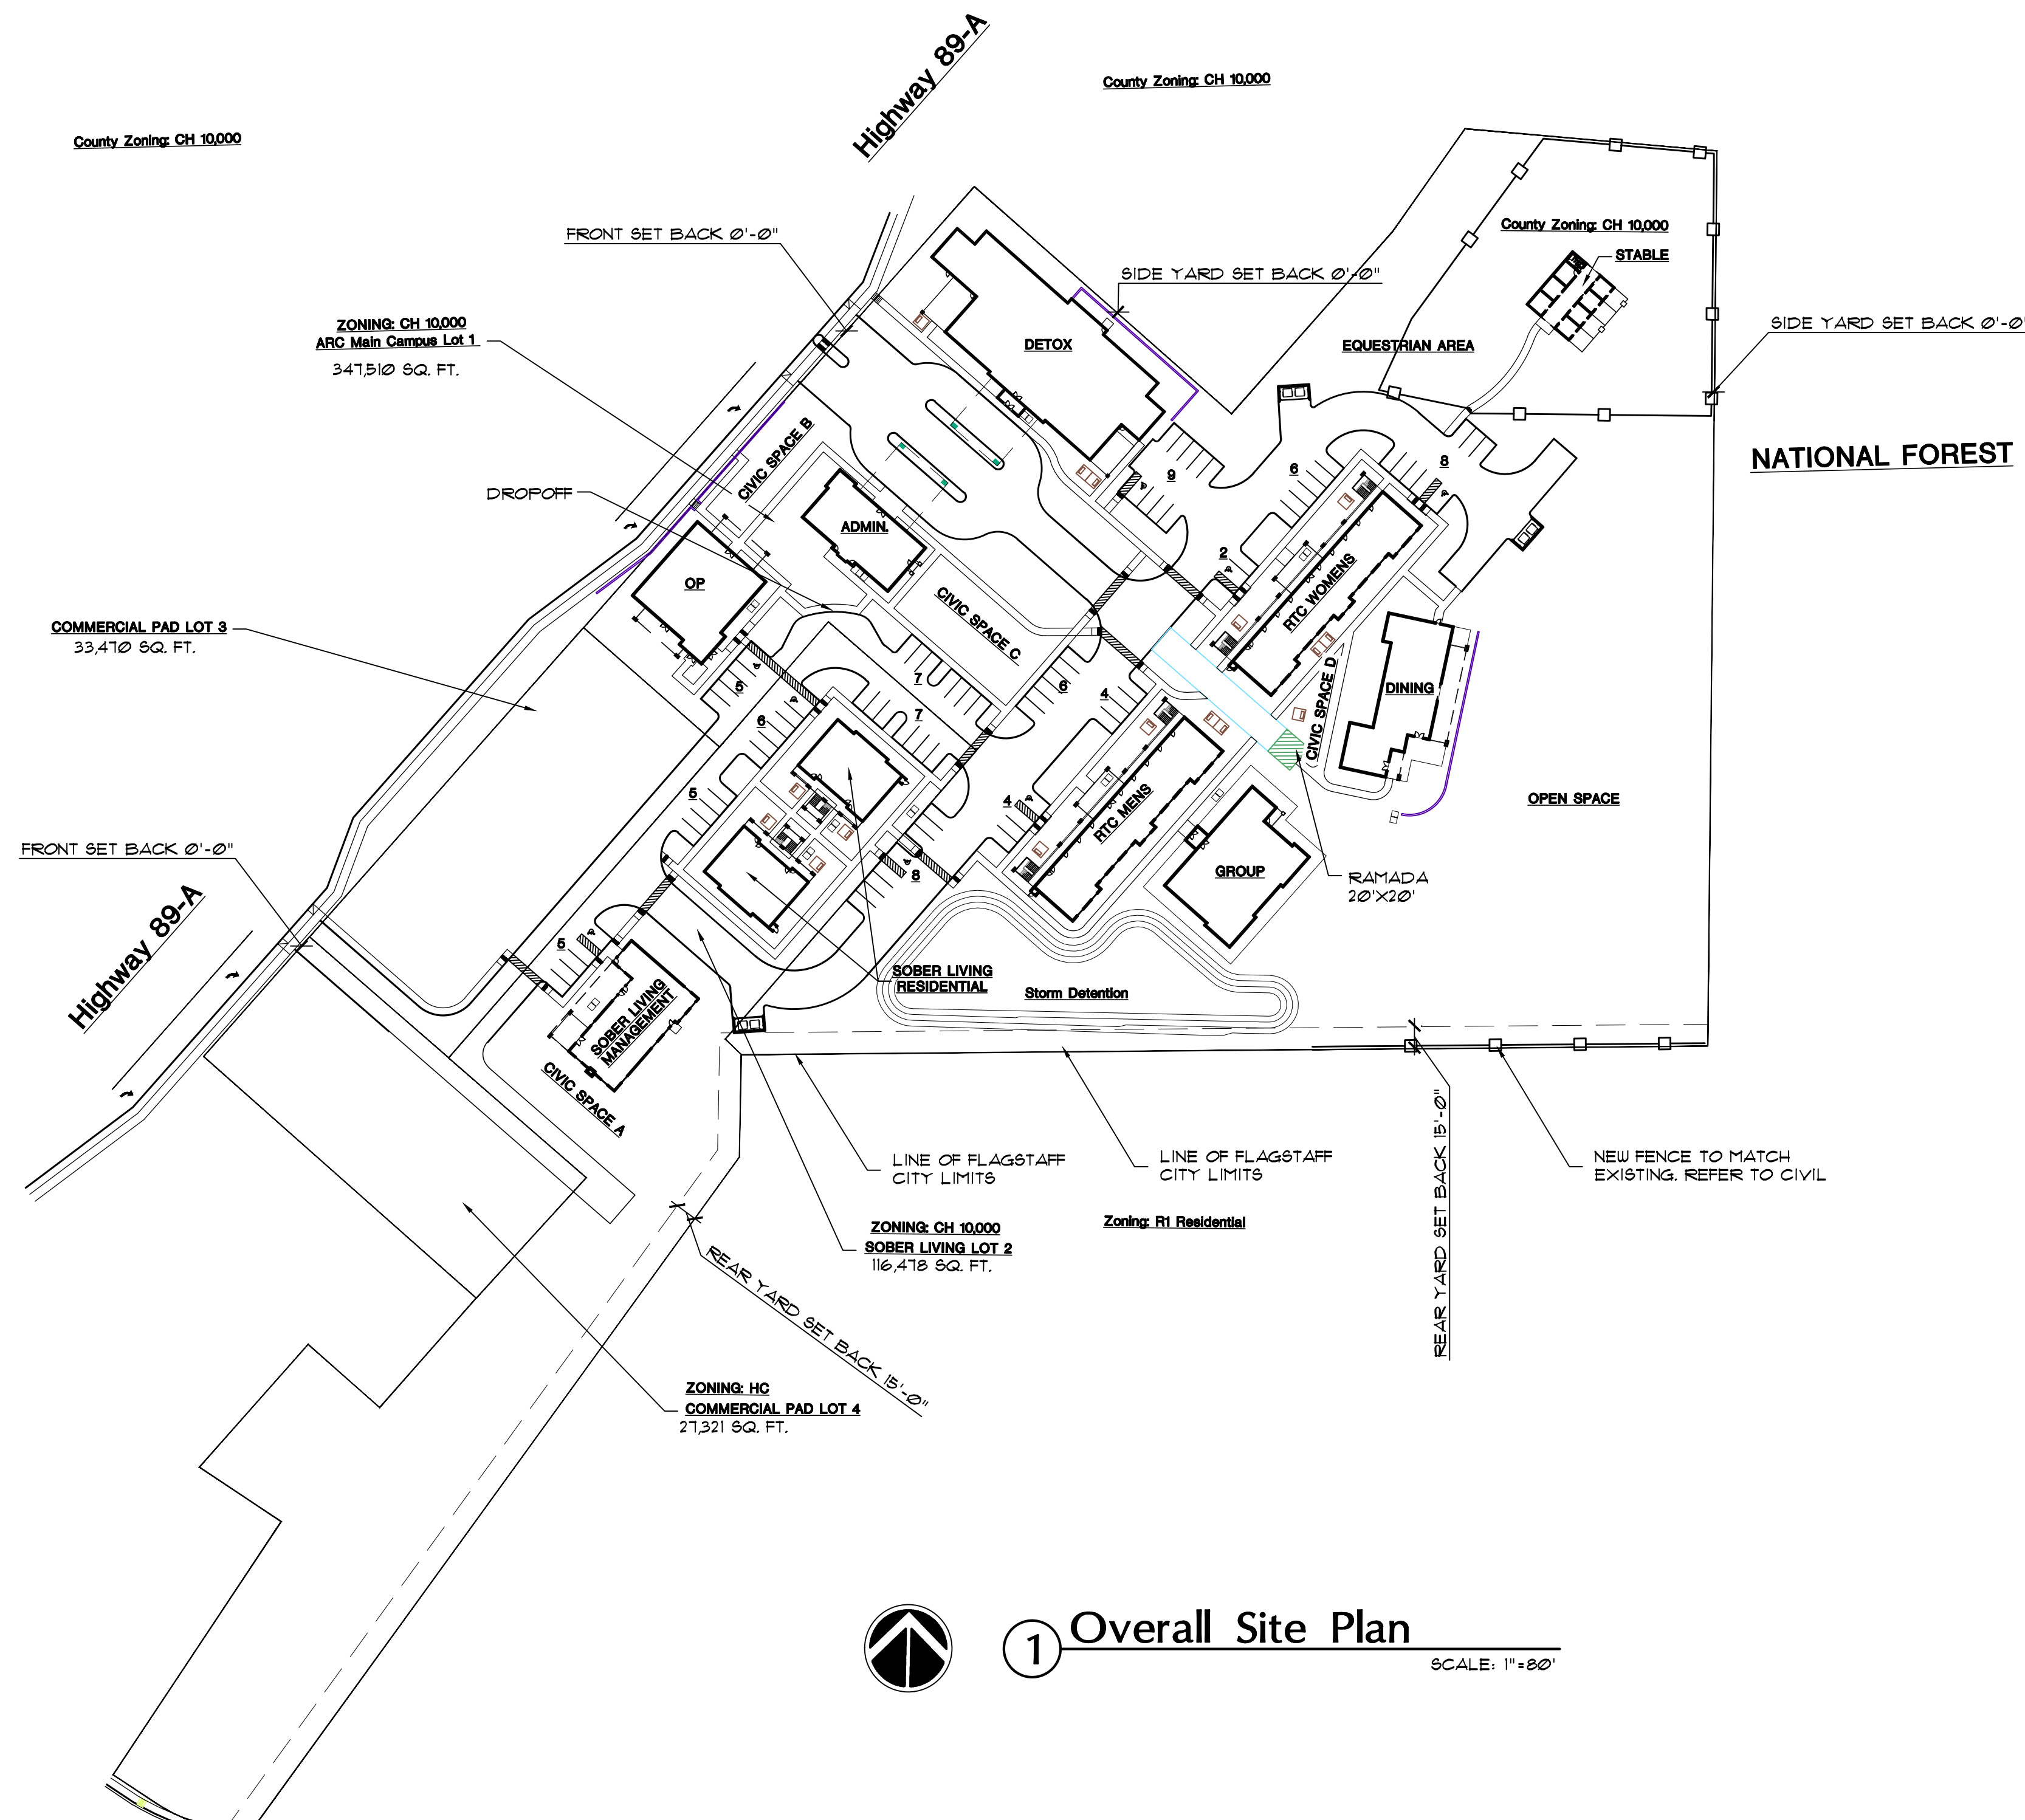 Highway 89-A
County Zoning: CH 10,000
County Zoning: CH 10,000
FRONT SET BACK 0'-0"
County Zoning: CH 10,000
STABLE
SIDE YARD SET BACK 0'-0"
ZONING: CH 10,000
ARC Main Campus Lot 1
347,510 SQ. FT.
SIDE YARD SET BACK 0'-0"
DETOX
EQUESTRIAN AREA
NATIONAL FOREST
CIVIC SPACE B
DROPOFF
ADMIN.
9
6
8
2
OP
RTC WOMENS
CIVIC SPACE C
COMMERCIAL PAD LOT 3
33,470 SQ. FT.
5
7
6
4
7
6
DINING
CIVIC SPACE D
5
4
RTC MENS
OPEN SPACE
FRONT SET BACK 0'-0"
8
GROUP
RAMADA
20'X20'
Highway 89-A
5
SOBER LIVING
RESIDENTIAL
Storm Detention
SOBER LIVING
MANAGEMENT
CIVIC SPACE A
LINE OF FLAGSTAFF
CITY LIMITS
LINE OF FLAGSTAFF
CITY LIMITS
REAR YARD SET BACK 15'-0"
NEW FENCE TO MATCH
EXISTING. REFER TO CIVIL
ZONING: CH 10,000
SOBER LIVING LOT 2
116,478 SQ. FT.
Zoning: R1 Residential
REAR YARD SET BACK 15'-0"
ZONING: HC
COMMERCIAL PAD LOT 4
27,321 SQ. FT.
1
Overall Site Plan
SCALE: 1"=80'